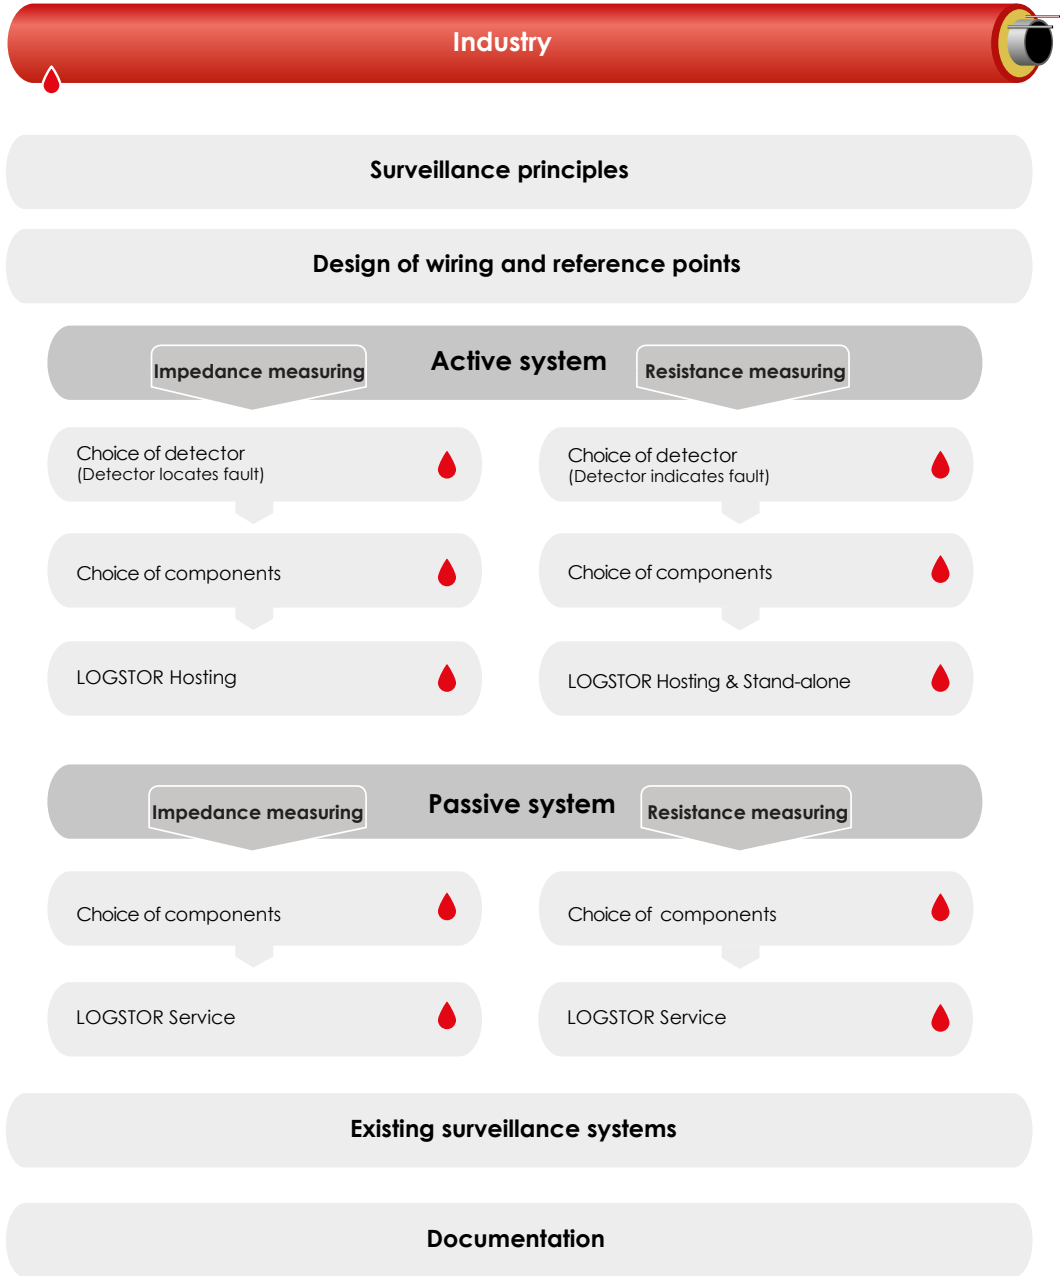 Industry
Surveillance principles
Design of wiring and reference points
Active system
Impedance measuring
Resistance measuring
Choice of detector
(Detector locates fault)
Choice of components
LOGSTOR Hosting
Choice of detector
(Detector indicates fault)
Choice of components
LOGSTOR Hosting & Stand-alone
Passive system
Impedance measuring
Resistance measuring
Choice of components
LOGSTOR Service
Choice of  components
LOGSTOR Service
Existing surveillance systems
Documentation